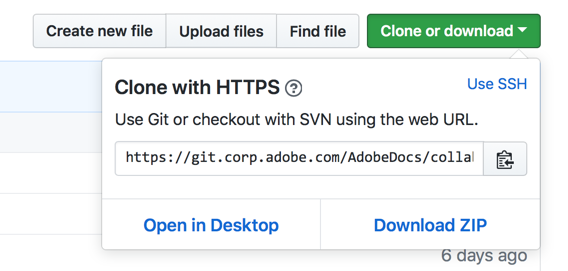 Create new file Upload files Find file Clone or download
Clone with HTTPS ? Use SSH
Use Git or checkout with SVN using the web URL.
https://git.corp.adobe.com/AdobeDocs/colla
Open in Desktop Download ZIP
6 days ago